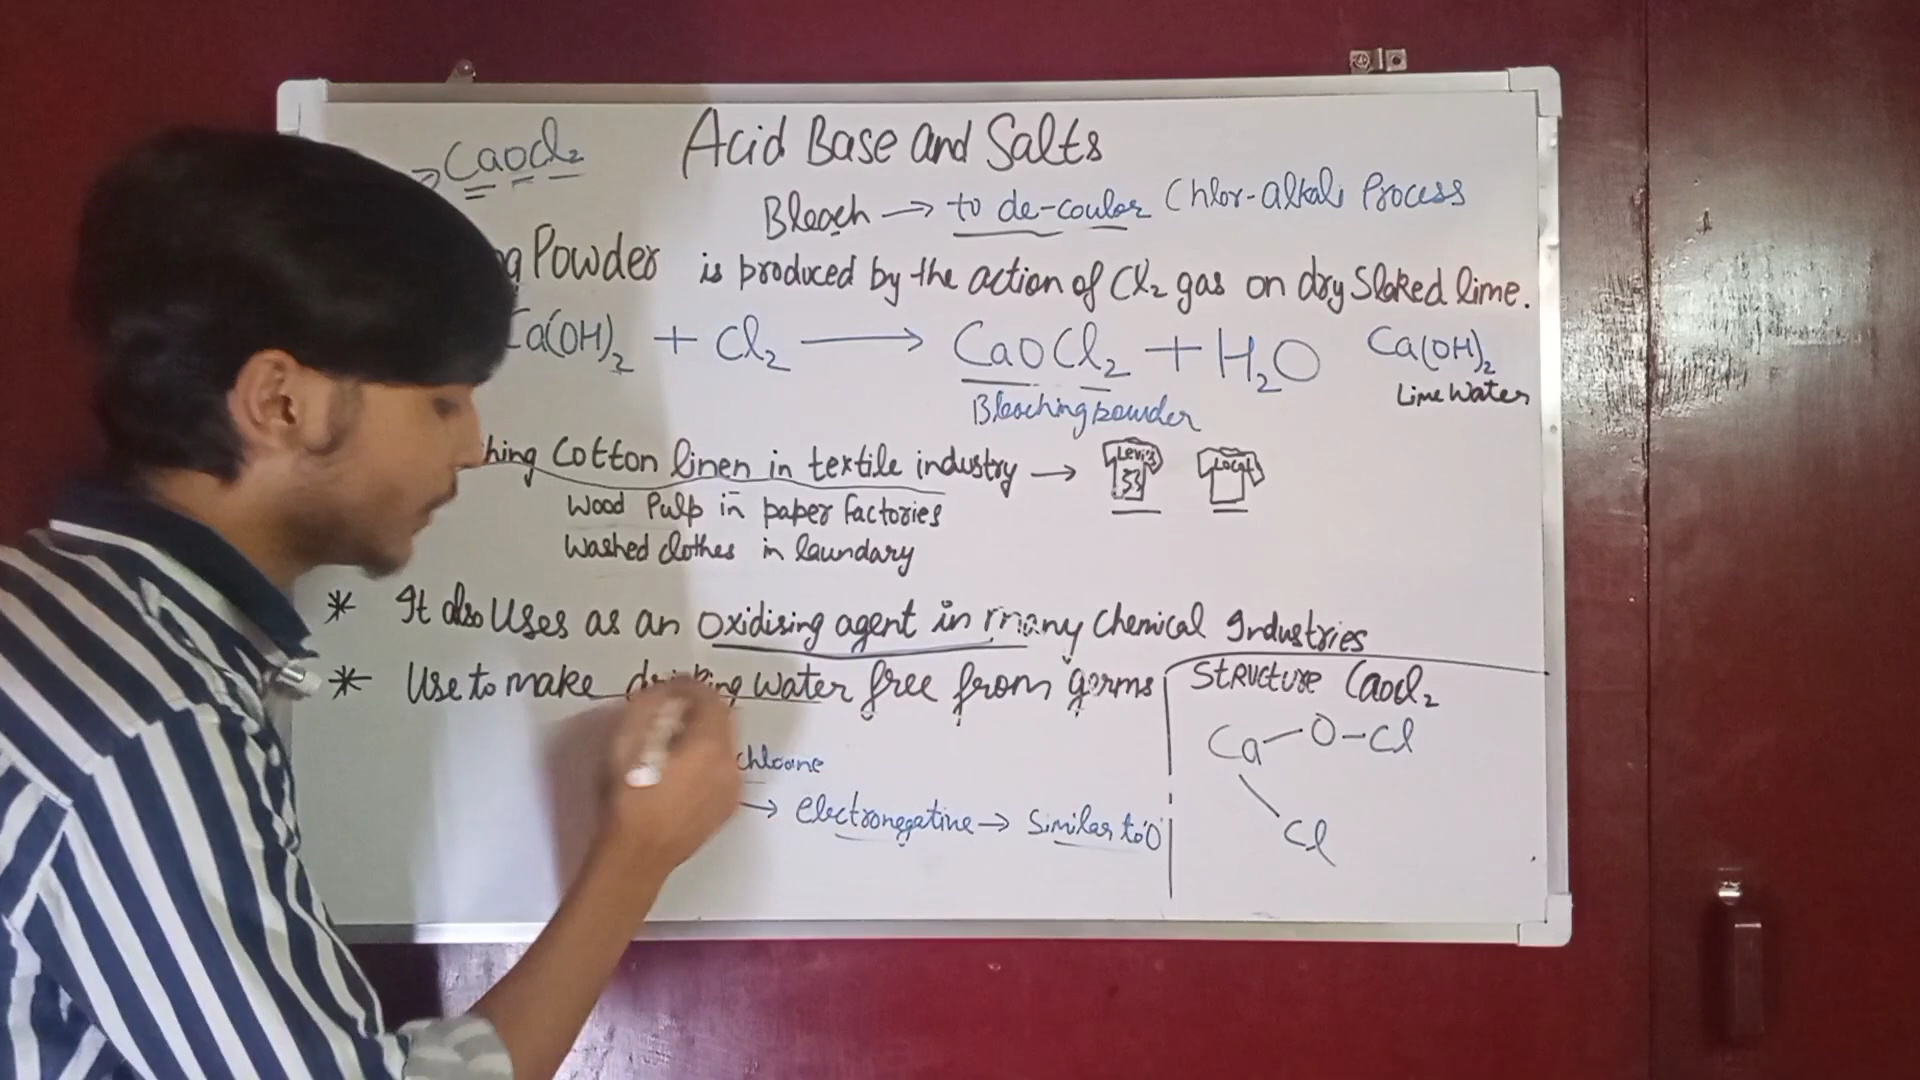 CaOCl₂
Acid Base and Salts
Bleach → to de-coular Chlor-alkali Process
Powder is produced by the action of Cl₂ gas on dry Slaked lime.
Ca(OH)₂ + Cl₂ → CaOCl₂ + H₂O Ca(OH)₂
Bleaching powder
Lime Water
hing Cotton linen in textile industry →
Levi's
53
Local
Wood Pulp in paper factories
Washed clothes in laundary
* It also Uses as an oxidising agent in many Chemical Industries
* Use to make drinking water free from germs
Structure CaOCl₂
Ca-O-Cl
Cl
→ electronegative → Similar to 'O'